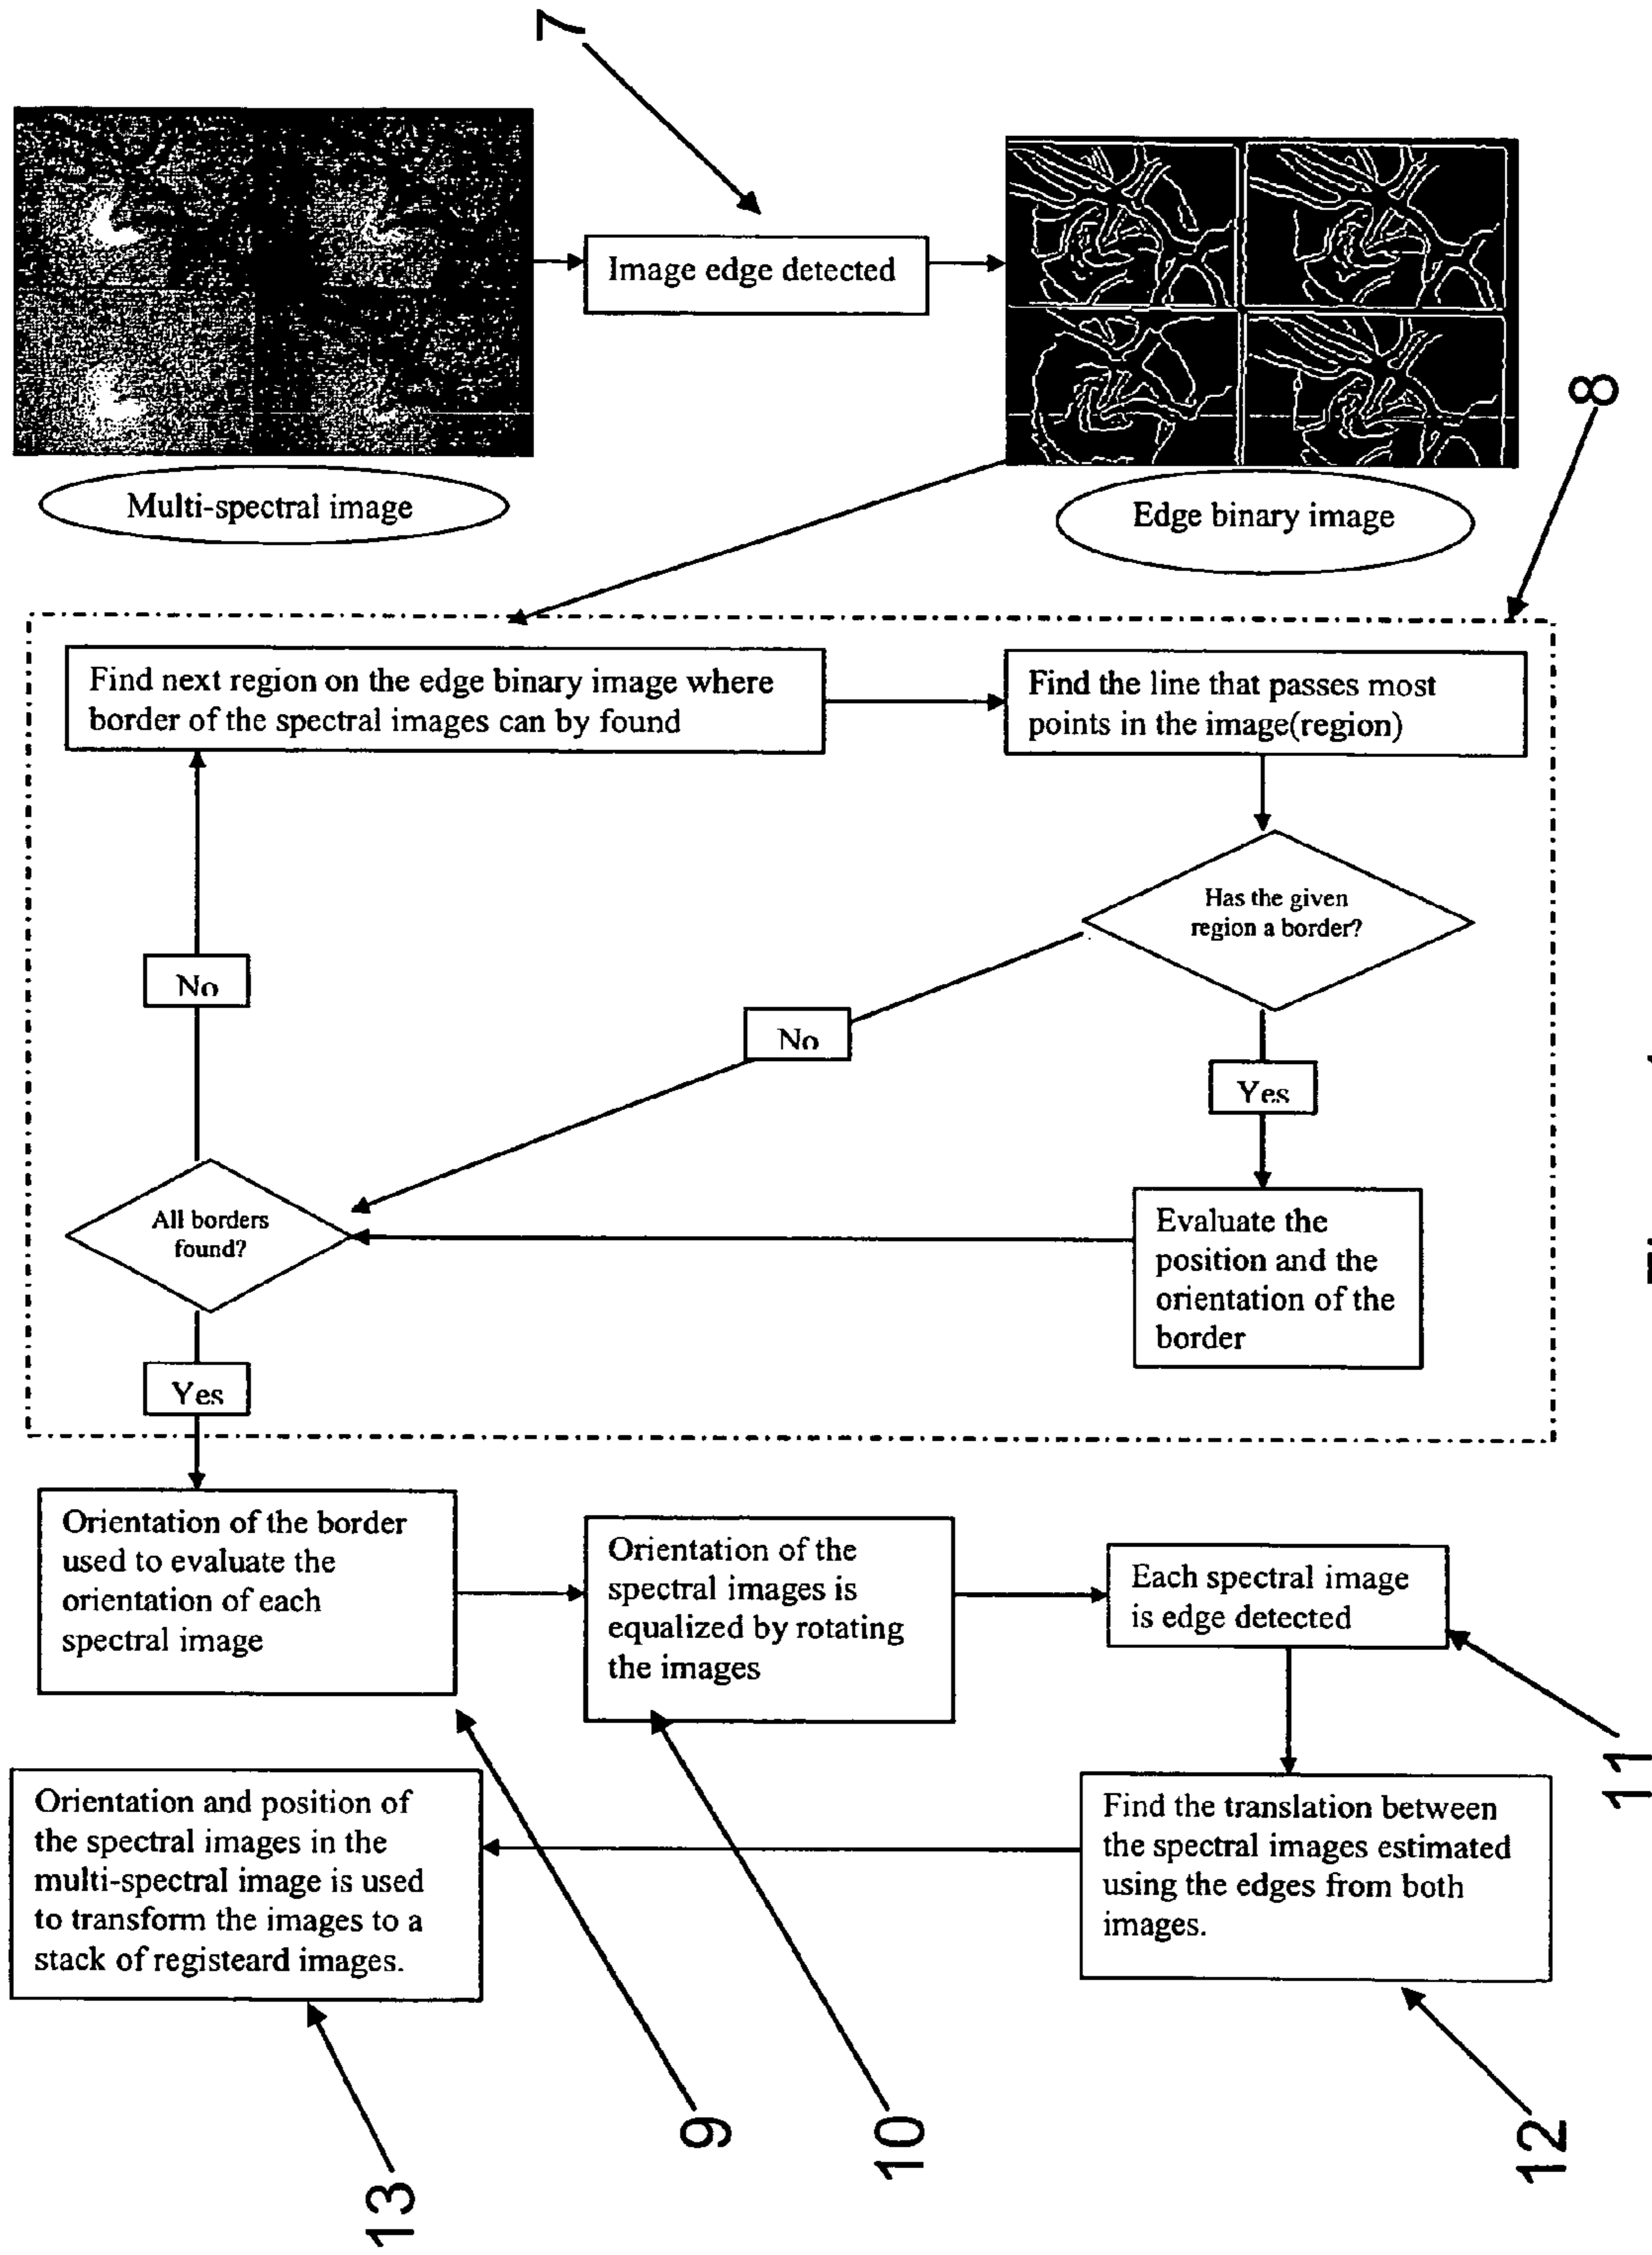 7
Image edge detected
Multi-spectral image
Edge binary image
8
Find next region on the edge binary image where
border of the spectral images can by found
Find the line that passes most
points in the image(region)
Has the given
region a border?
No
No
Yes
All borders
found?
Evaluate the
position and the
orientation of the
border
Yes
Orientation of the border
used to evaluate the
orientation of each
spectral image
Orientation of the
spectral images is
equalized by rotating
the images
Each spectral image
is edge detected
11
Orientation and position of
the spectral images in the
multi-spectral image is used
to transform the images to a
stack of registeard images.
Find the translation between
the spectral images estimated
using the edges from both
images.
9
10
12
13